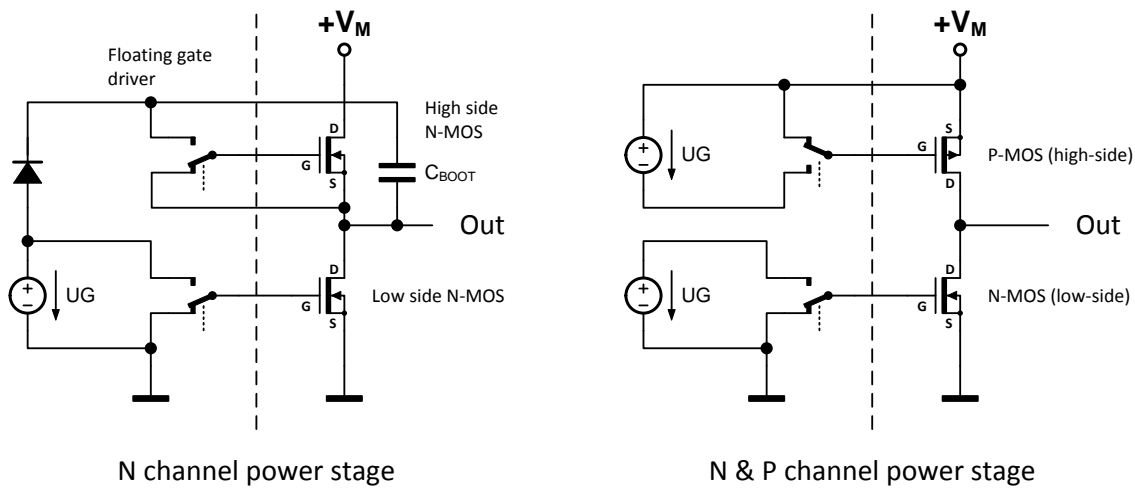 +VM
Floating gate
driver
High side
N-MOS
D
G
S
CBOOT
Out
UG
D
Low side N-MOS
G
S
N channel power stage
+VM
S
UG
G
P-MOS (high-side)
D
Out
D
UG
N-MOS (low-side)
G
S
N & P channel power stage